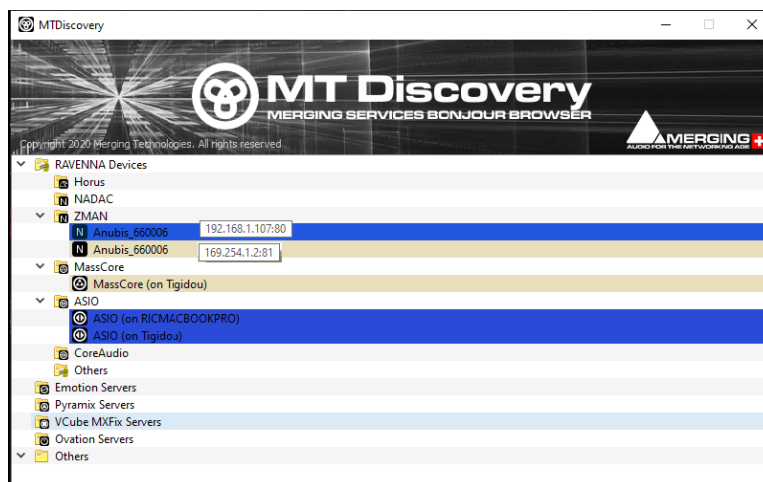 MTDiscovery
MT Discovery
MERGING SERVICES BONJOUR BROWSER
Copyright 2020 Merging Technologies. All rights reserved
MERGING
AUDIO FOR THE NETWORKING AGE
RAVENNA Devices
Horus
NADAC
ZMAN
Anubis_660006 192.168.1.107:80
Anubis_660006 169.254.1.2:81
MassCore
MassCore (on Tigidou)
ASIO
ASIO (on RICMACBOOKPRO)
ASIO (on Tigidou)
CoreAudio
Others
Emotion Servers
Pyramix Servers
VCube MXFix Servers
Ovation Servers
Others